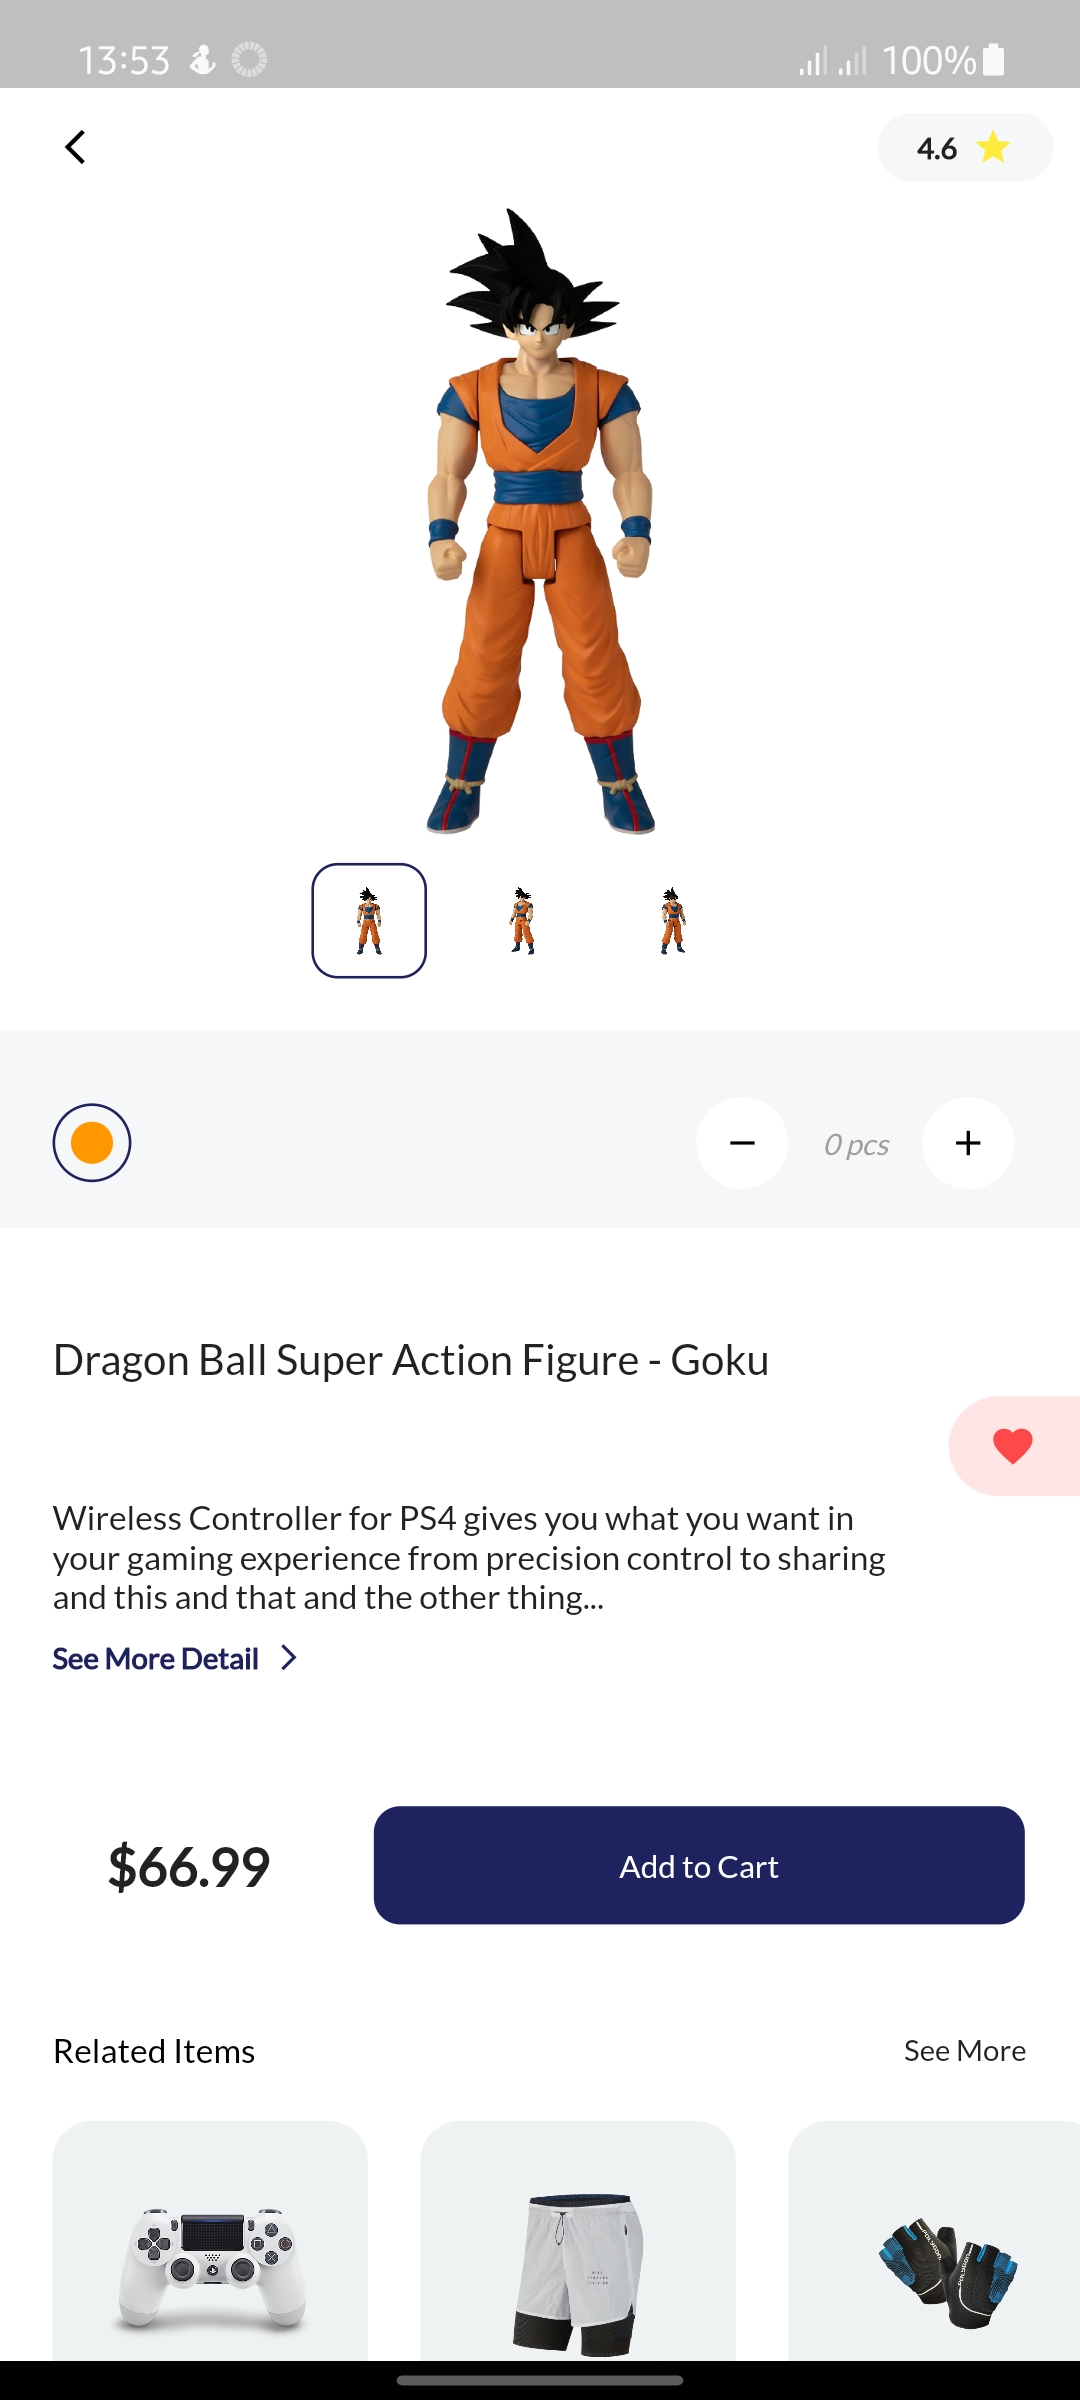 13:53
100%
4.6
0 pcs
Dragon Ball Super Action Figure - Goku
Wireless Controller for PS4 gives you what you want in
your gaming experience from precision control to sharing
and this and that and the other thing...
See More Detail
$66.99
Add to Cart
Related Items
See More